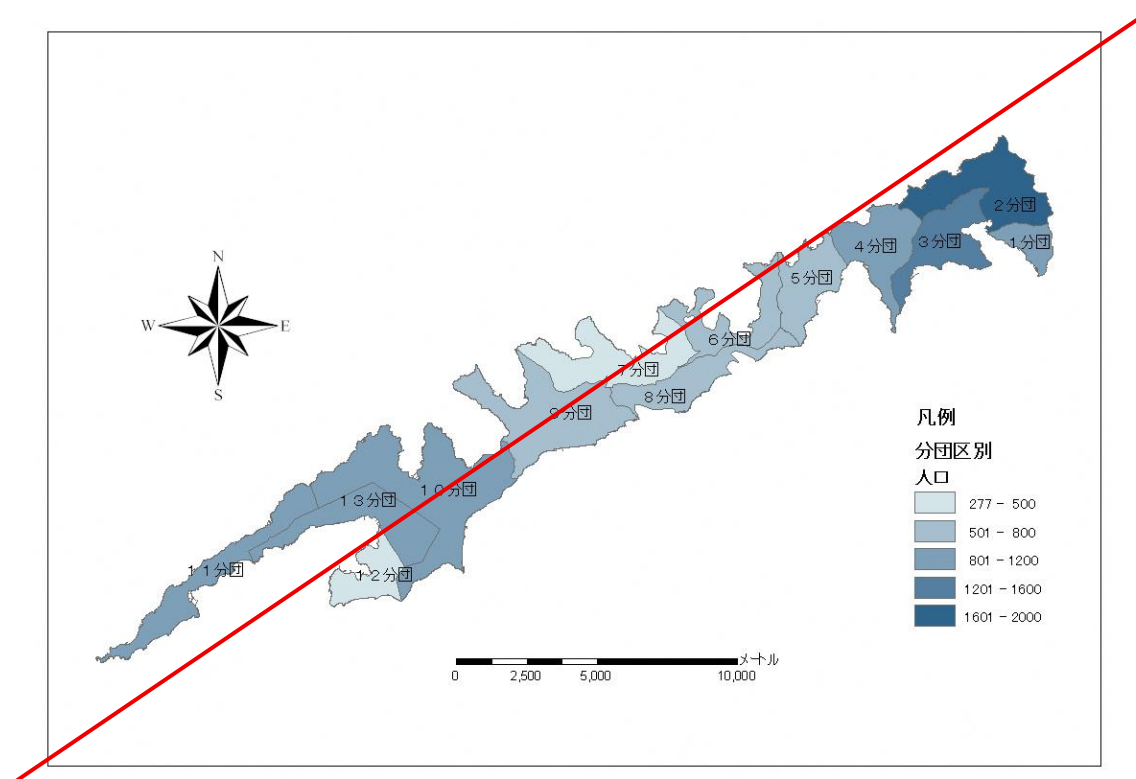 N
W
E
S
2分団
3分団
1分団
4分団
5分団
6分団
7分団
8分団
9分団
10分団
13分団
11分団
12分団
凡例
分団区別
人口
277 - 500
501 - 800
801 - 1200
1201 - 1600
1601 - 2000
メートル
0 2,500 5,000 10,000